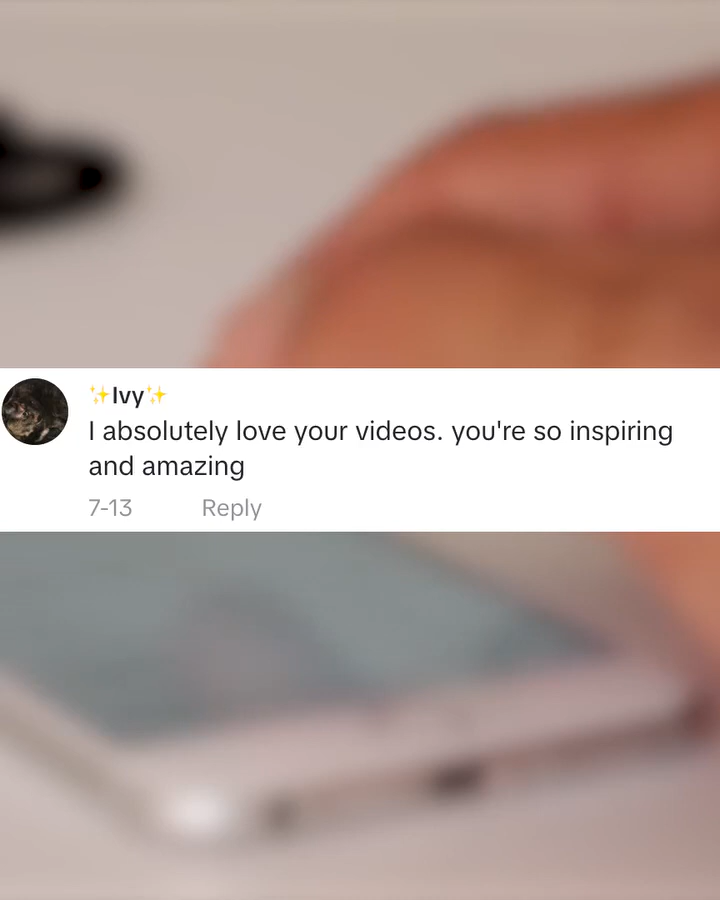 ✨Ivy✨
I absolutely love your videos. you're so inspiring
and amazing
7-13 Reply